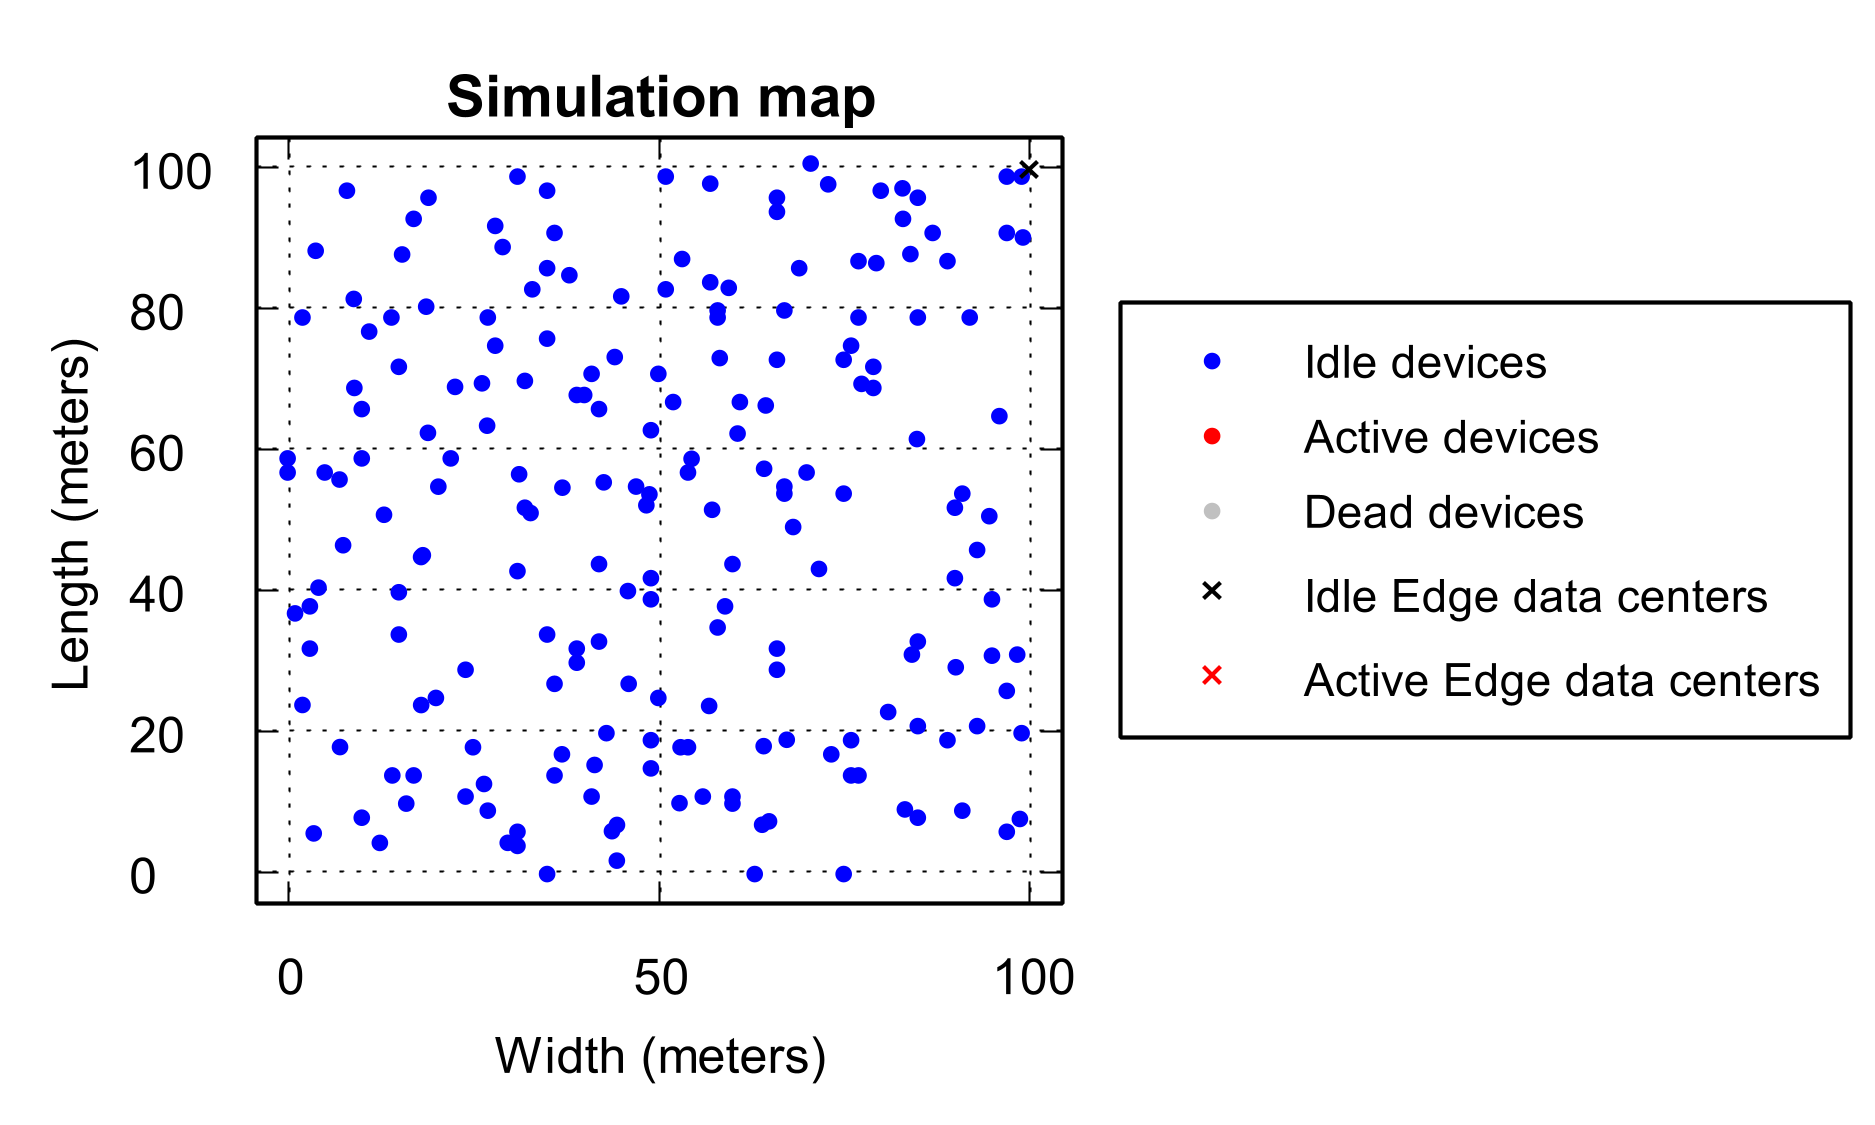 Simulation map
100
80
60
40
20
0
Length (meters)
0 50 100
Width (meters)
Idle devices
Active devices
Dead devices
Idle Edge data centers
Active Edge data centers